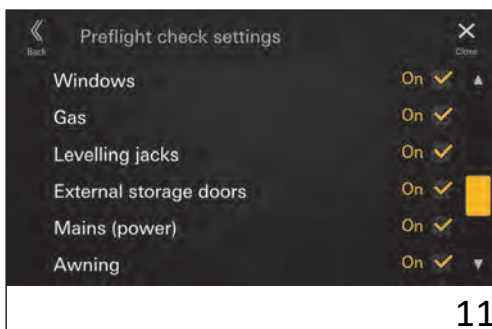 Preflight check settings
Back
Close
Windows On
Gas On
Levelling jacks On
External storage doors On
Mains (power) On
Awning On
11